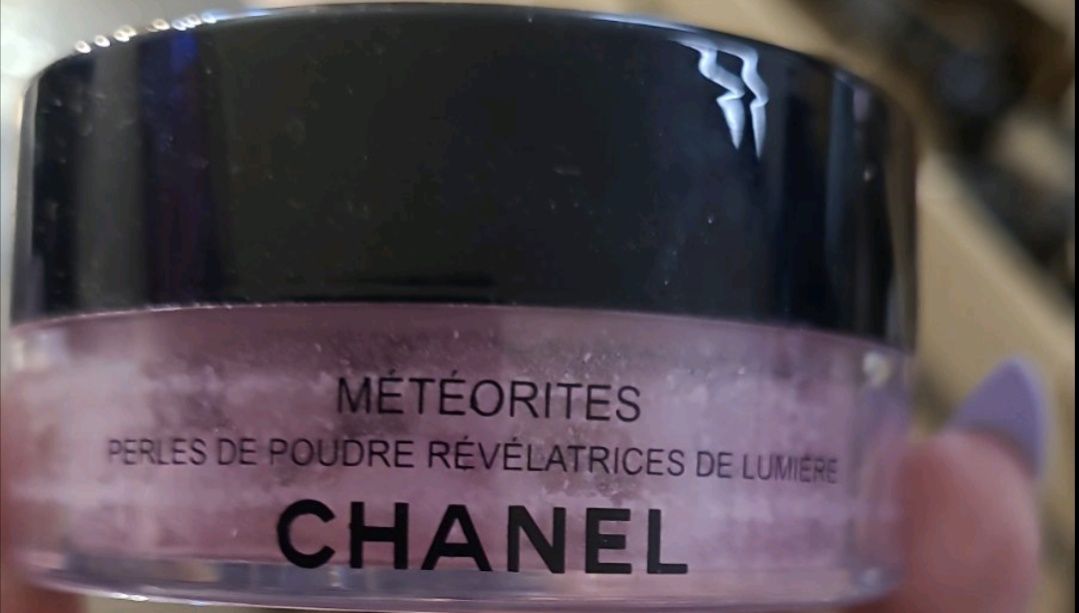 MÉTÉORITES
PERLES DE POUDRE RÉVÉLATRICES DE LUMIÈRE
CHANEL